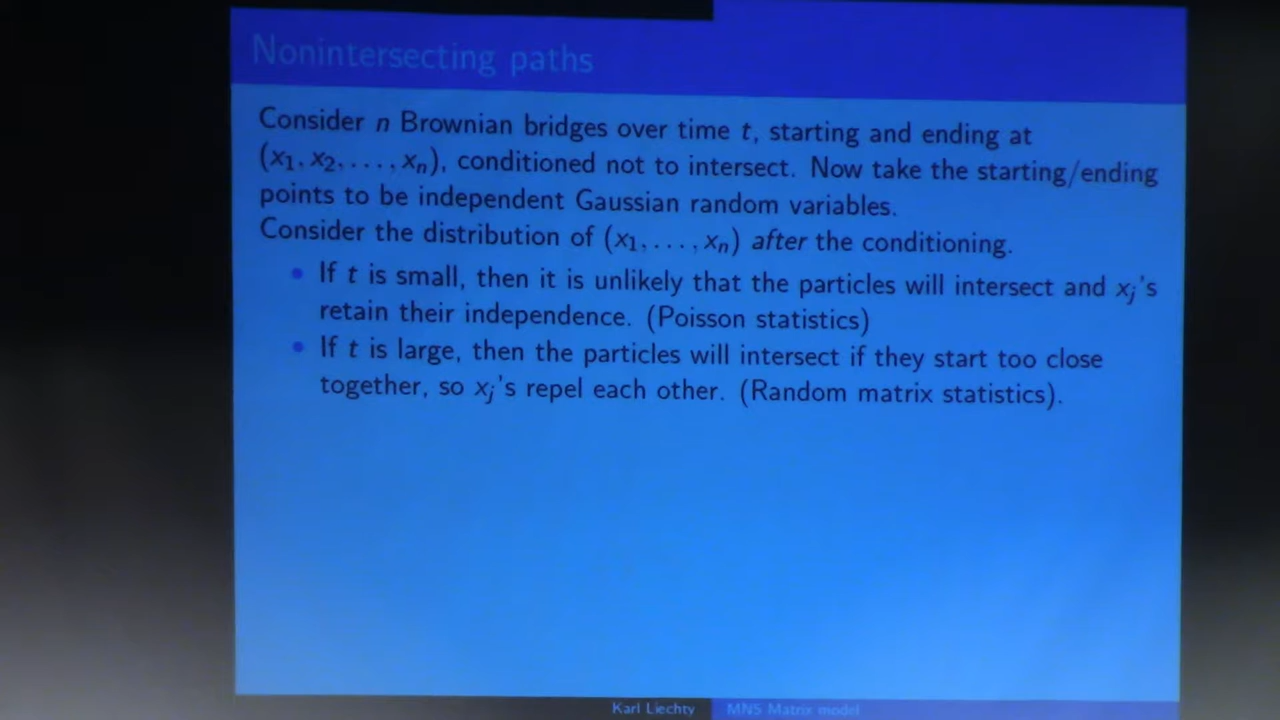 Nonintersecting paths
Consider n Brownian bridges over time t, starting and ending at
(x₁, x₂, . . . , xₙ), conditioned not to intersect. Now take the starting/ending
points to be independent Gaussian random variables.
Consider the distribution of (x₁, . . . , xₙ) after the conditioning.
• If t is small, then it is unlikely that the particles will intersect and xⱼ's
retain their independence. (Poisson statistics)
• If t is large, then the particles will intersect if they start too close
together, so xⱼ's repel each other. (Random matrix statistics).
Karl Liechty MNS Matrix model